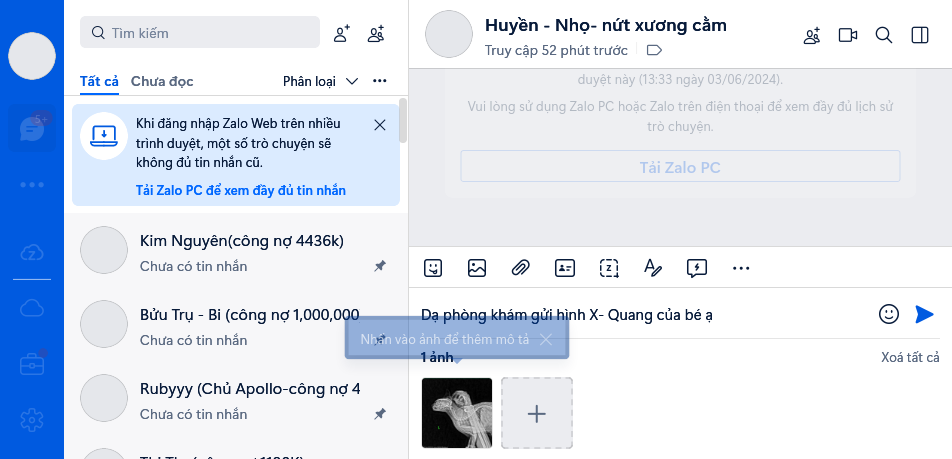 Tìm kiếm
Tất cả Chưa đọc Phân loại
5+
Khi đăng nhập Zalo Web trên nhiều
trình duyệt, một số trò chuyện sẽ
không đủ tin nhắn cũ.
Tải Zalo PC để xem đầy đủ tin nhắn
Kim Nguyên(công nợ 4436k)
Chưa có tin nhắn
Bửu Trụ - Bi (công nợ 1,000,000
Chưa có tin nhắn
Rubyyy (Chủ Apollo-công nợ 4
Chưa có tin nhắn
Huyền - Nhọ- nứt xương cằm
Truy cập 52 phút trước
duyệt này (13:33 ngày 03/06/2024).
Vui lòng sử dụng Zalo PC hoặc Zalo trên điện thoại để xem đầy đủ lịch sử
trò chuyện.
Tải Zalo PC
Dạ phòng khám gửi hình X- Quang của bé ạ
Nhấn vào ảnh để thêm mô tả
1 ảnh
Xoá tất cả